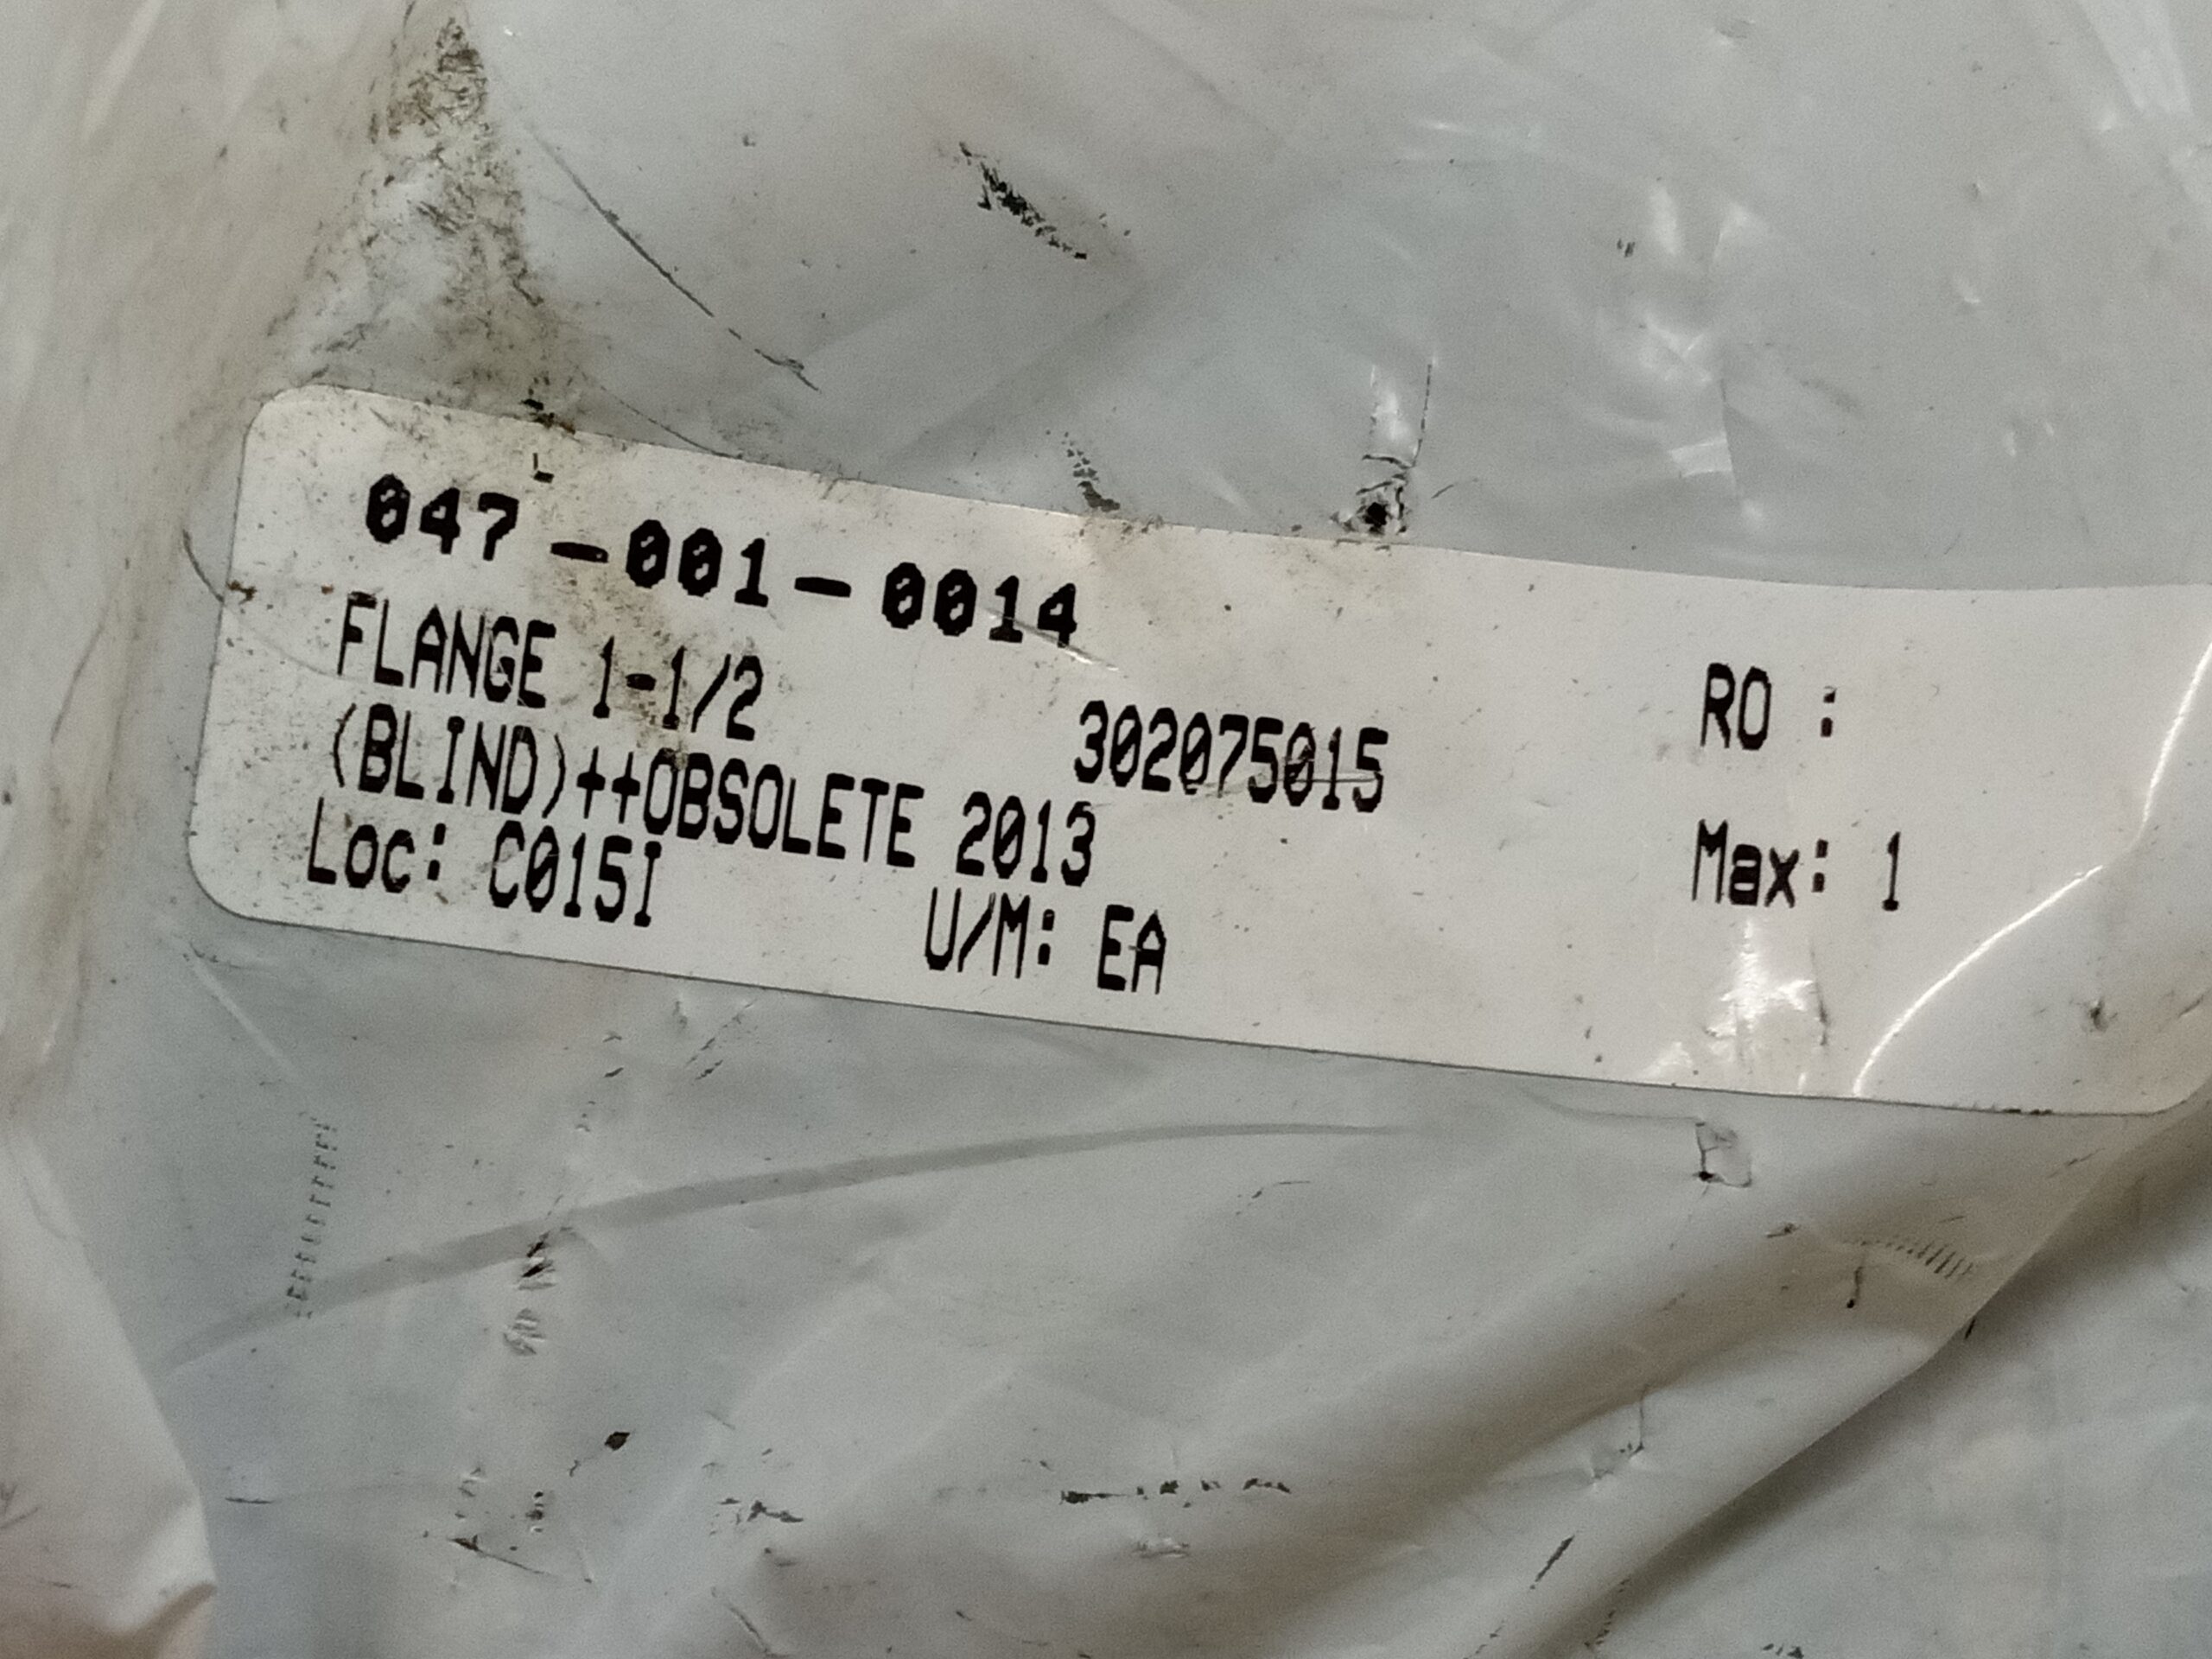 047-001-0014
FLANGE 1-1/2 302075015 RO :
(BLIND)++OBSOLETE 2013 Max: 1
Loc: C015I U/M: EA